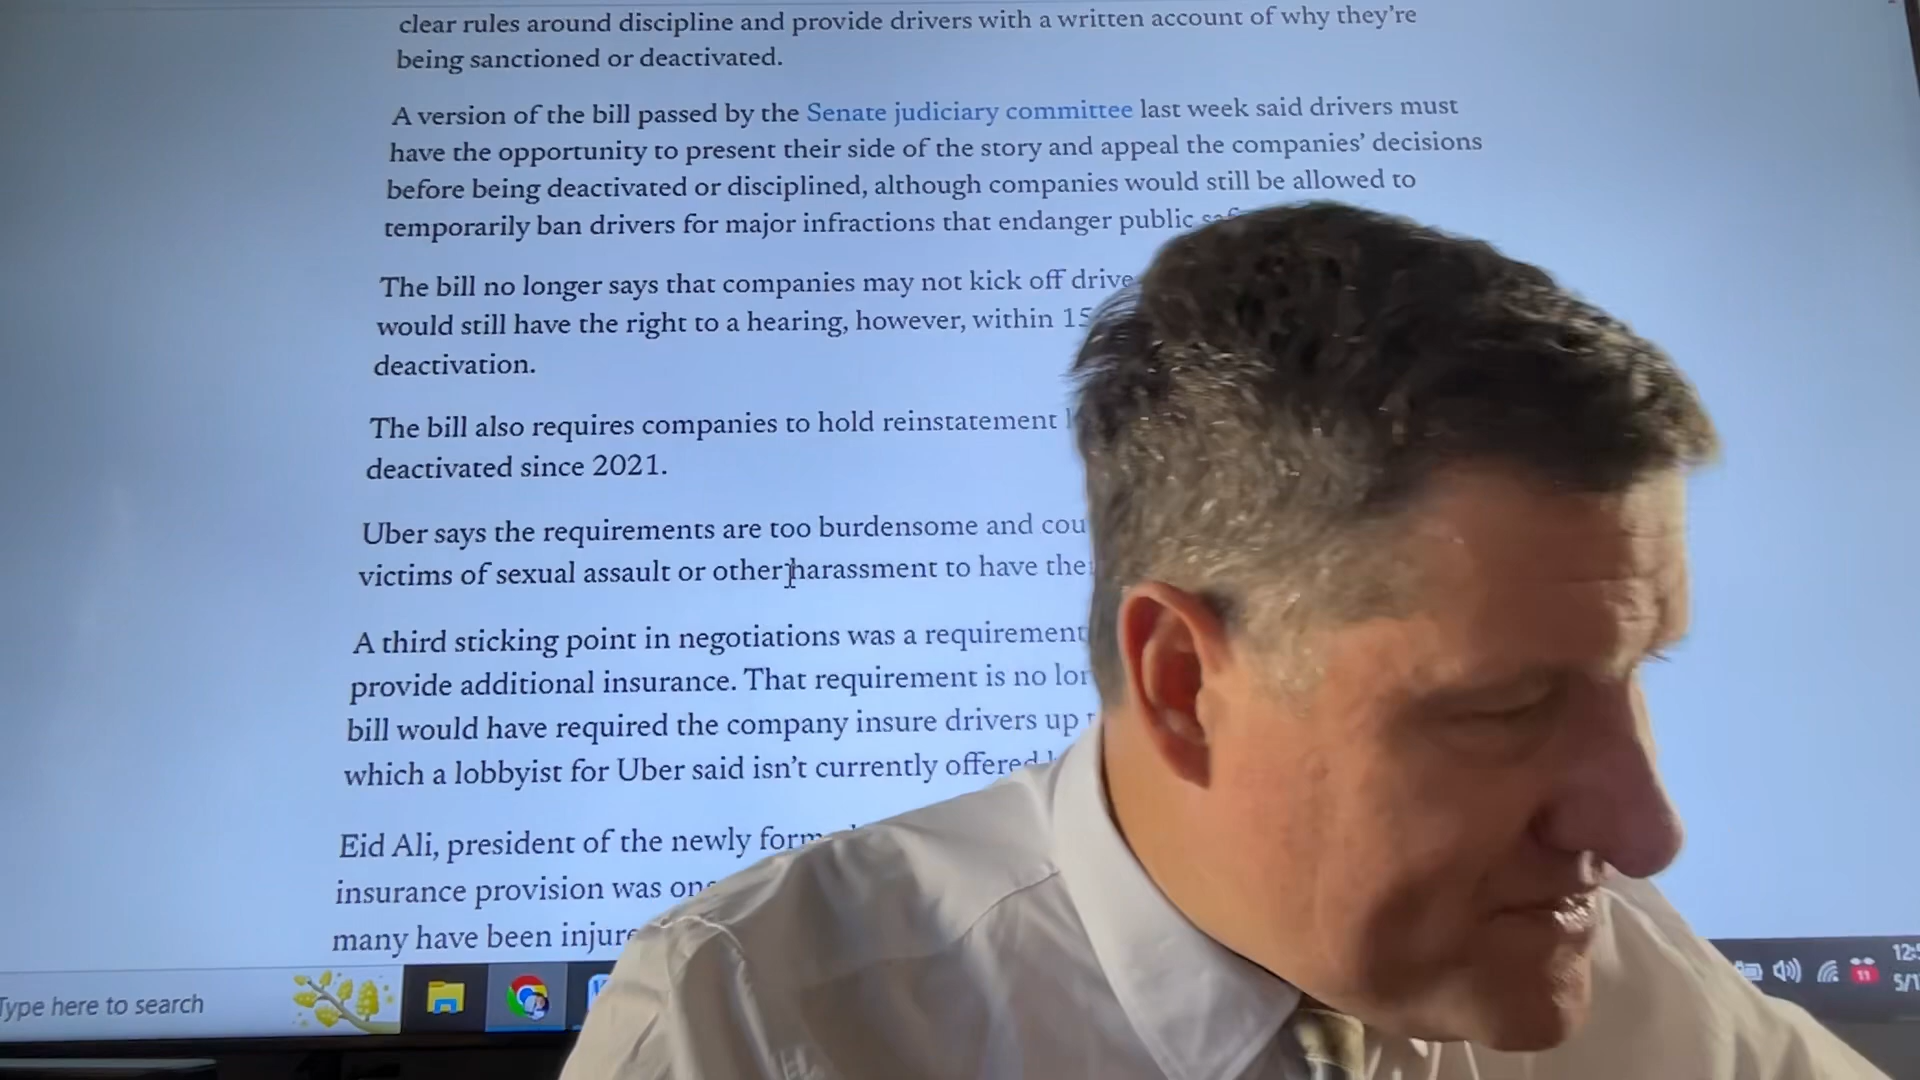 clear rules around discipline and provide drivers with a written account of why they're
being sanctioned or deactivated.
A version of the bill passed by the Senate judiciary committee last week said drivers must
have the opportunity to present their side of the story and appeal the companies' decisions
before being deactivated or disciplined, although companies would still be allowed to
temporarily ban drivers for major infractions that endanger public
The bill no longer says that companies may not kick off
would still have the right to a hearing, however, within 15
deactivation.
The bill also requires companies to hold reinstatement
deactivated since 2021.
Uber says the requirements are too burdensome and
victims of sexual assault or other harassment to have
A third sticking point in negotiations was a requirement
provide additional insurance. That requirement is no
bill would have required the company insure drivers up
which a lobbyist for Uber said isn't currently offered
Eid Ali, president of the newly
insurance provision was
many have been
Type here to search
11